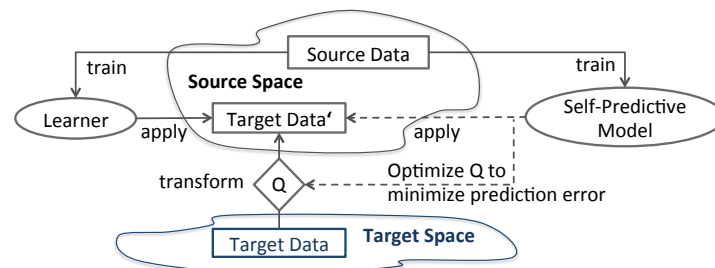 Source Data
train
train
Source Space
Learner
apply
Target Data‘
apply
Self-Predictive
Model
transform
Q
Optimize Q to
minimize prediction error
Target Data
Target Space